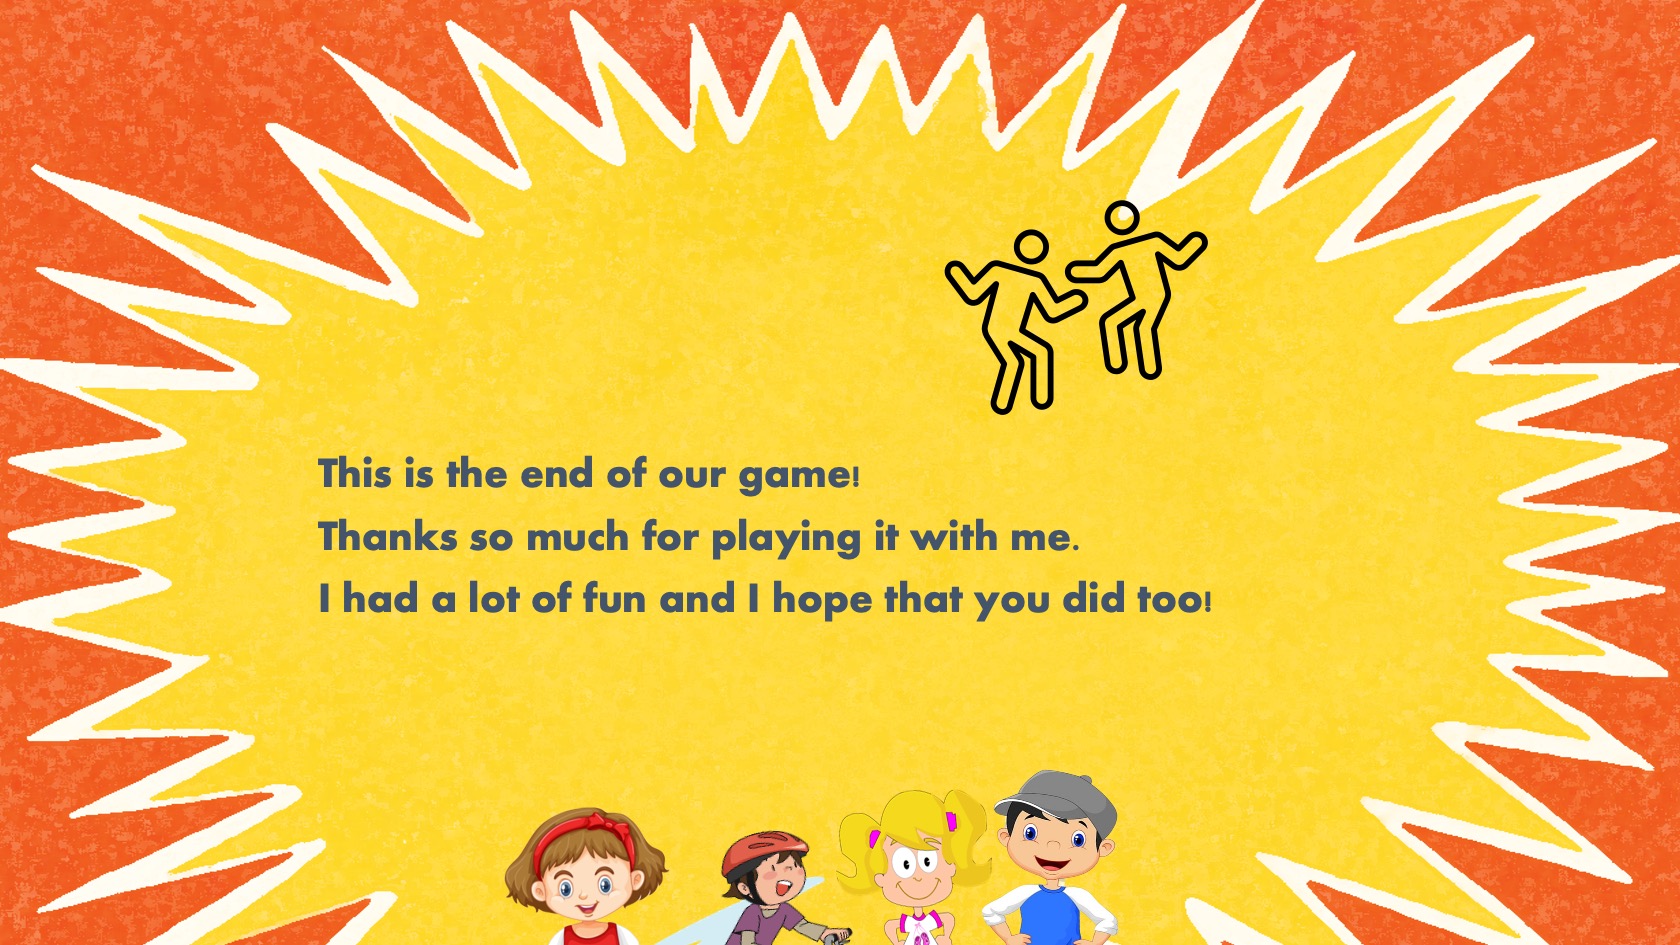 This is the end of our game!
Thanks so much for playing it with me.
I had a lot of fun and I hope that you did too!